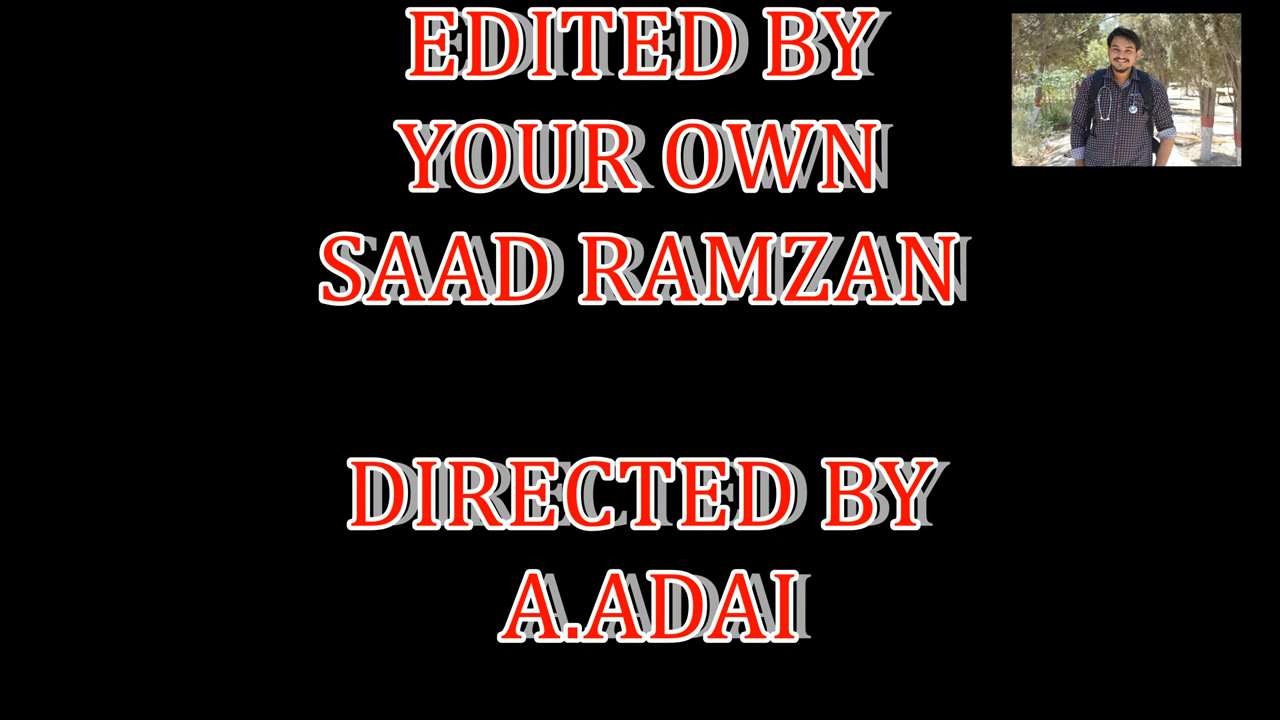 EDITED BY
YOUR OWN
SAAD RAMZAN
DIRECTED BY
A.ADAI